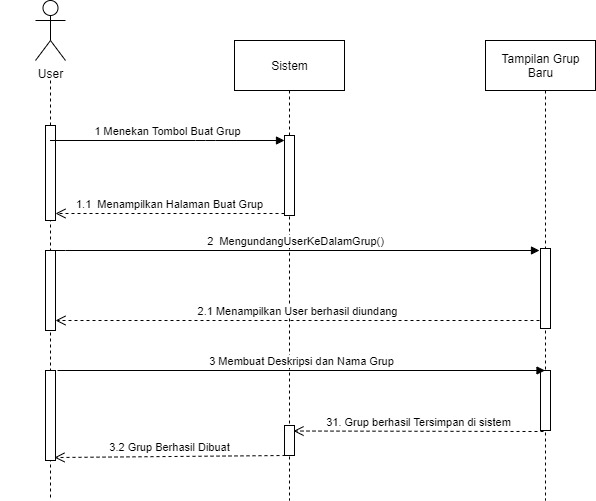 User
Sistem
Tampilan Grup
Baru
1 Menekan Tombol Buat Grup
1.1 Menampilkan Halaman Buat Grup
2 MengundangUserKeDalamGrup()
2.1 Menampilkan User berhasil diundang
3 Membuat Deskripsi dan Nama Grup
31. Grup berhasil Tersimpan di sistem
3.2 Grup Berhasil Dibuat